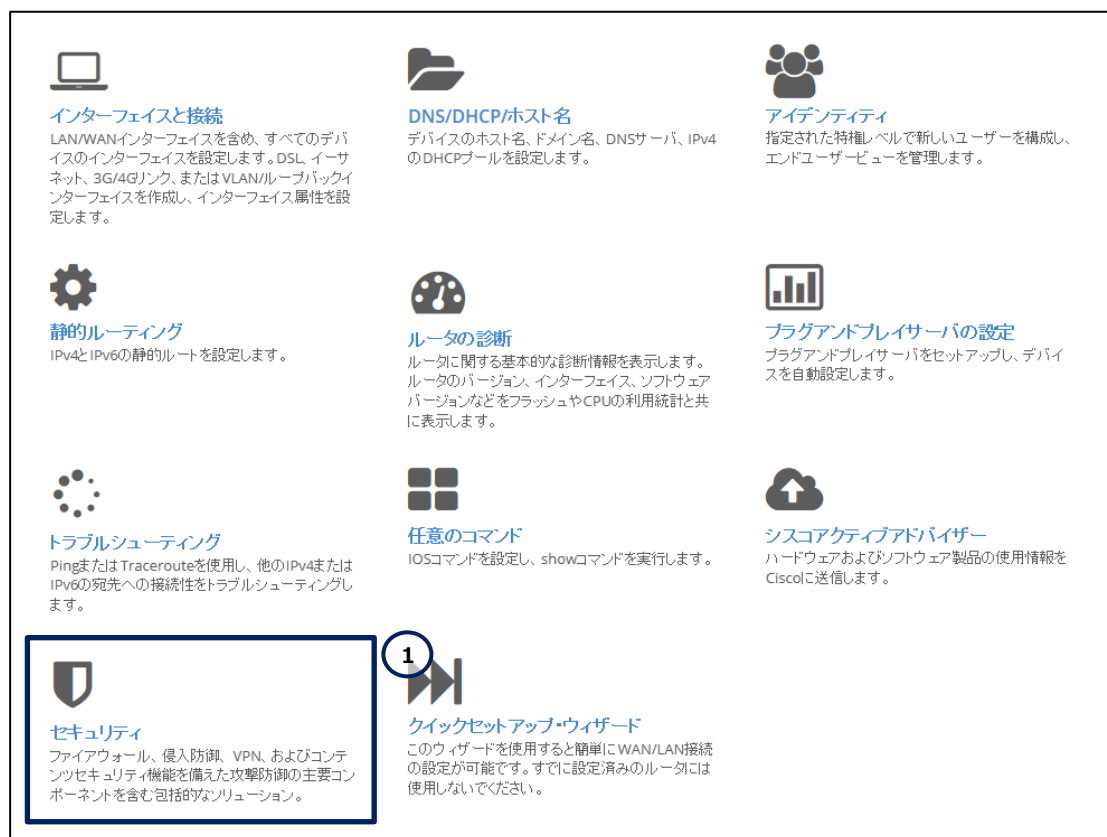 インターフェイスと接続
LAN/WANインターフェイスを含め、すべてのデバ
イスのインターフェイスを設定します。DSL、イーサ
ネット、3G/4Gリンク、またはVLAN/ループバックイ
ンターフェイスを作成し、インターフェイス属性を設
定します。
DNS/DHCP/ホスト名
デバイスのホスト名、ドメイン名、DNSサーバ、IPv4
のDHCPプールを設定します。
アイデンティティ
指定された特権レベルで新しいユーザーを構成し、
エンドユーザービューを管理します。
静的ルーティング
IPv4とIPv6の静的ルートを設定します。
ルータの診断
ルータに関する基本的な診断情報を表示します。
ルータのバージョン、インターフェイス、ソフトウェア
バージョンなどをフラッシュやCPUの利用統計と共
に表示します。
プラグアンドプレイサーバの設定
プラグアンドプレイサーバをセットアップし、デバイ
スを自動設定します。
トラブルシューティング
PingまたはTracerouteを使用し、他のIPv4または
IPv6の宛先への接続性をトラブルシューティングし
ます。
任意のコマンド
IOSコマンドを設定し、showコマンドを実行します。
シスコアクティブアドバイザー
ハードウェアおよびソフトウェア製品の使用情報を
Ciscoに送信します。
1
セキュリティ
ファイアウォール、侵入防御、VPN、およびコンテ
ンツセキュリティ機能を備えた攻撃防御の主要コン
ポーネントを含む包括的なソリューション。
クイックセットアップ・ウィザード
このウィザードを使用すると簡単にWAN/LAN接続
の設定が可能です。すでに設定済みのルータには
使用しないでください。